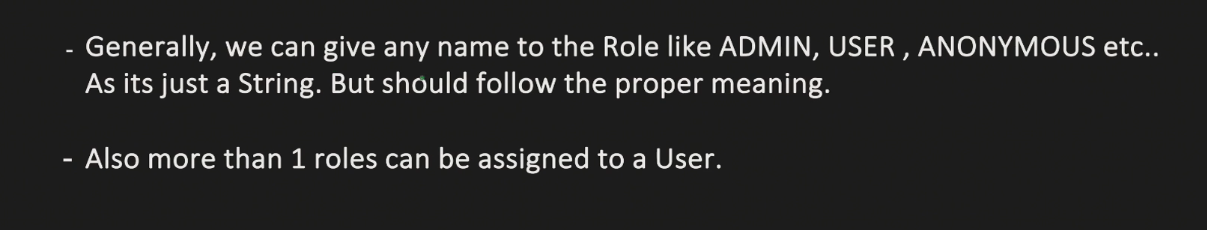 - Generally, we can give any name to the Role like ADMIN, USER , ANONYMOUS etc..
As its just a String. But should follow the proper meaning.
- Also more than 1 roles can be assigned to a User.